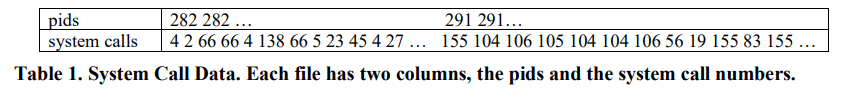 pids 282 282 … 291 291…
system calls 4 2 66 66 4 138 66 5 23 45 4 27 … 155 104 106 105 104 104 106 56 19 155 83 155 …
Table 1. System Call Data. Each file has two columns, the pids and the system call numbers.